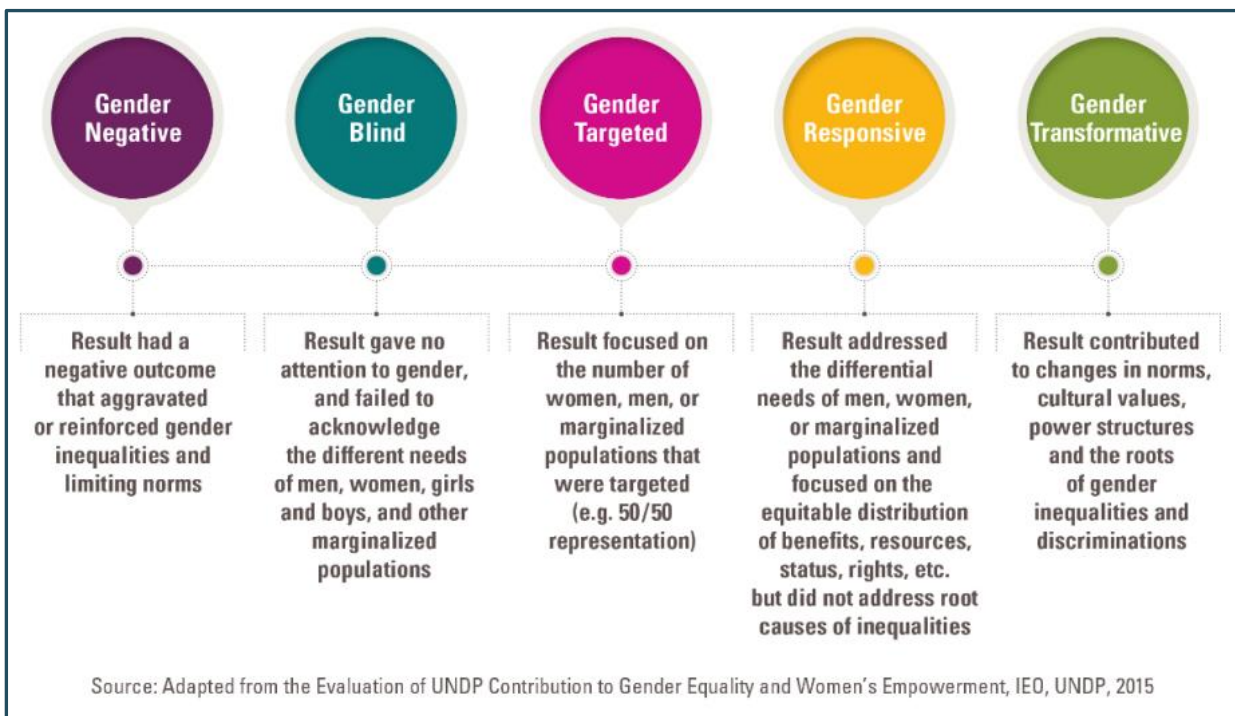 Gender
Negative
Gender
Blind
Gender
Targeted
Gender
Responsive
Gender
Transformative
Result had a
negative outcome
that aggravated
or reinforced gender
inequalities and
limiting norms
Result gave no
attention to gender,
and failed to
acknowledge
the different needs
of men, women, girls
and boys, and other
marginalized
populations
Result focused on
the number of
women, men, or
marginalized
populations that
were targeted
(e.g. 50/50
representation)
Result addressed
the differential
needs of men, women,
or marginalized
populations and
focused on the
equitable distribution
of benefits, resources,
status, rights, etc.
but did not address root
causes of inequalities
Result contributed
to changes in norms,
cultural values,
power structures
and the roots
of gender
inequalities and
discriminations
Source: Adapted from the Evaluation of UNDP Contribution to Gender Equality and Women's Empowerment, IEO, UNDP, 2015